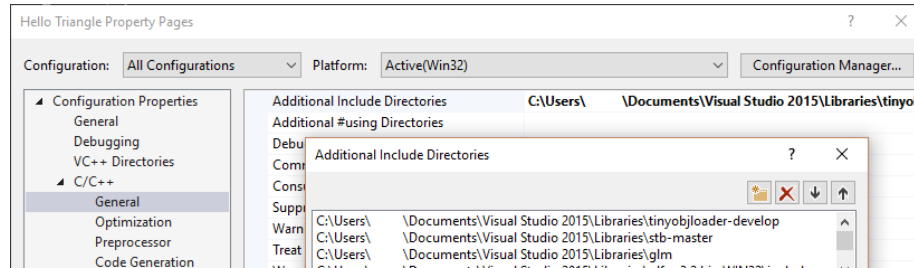 Hello Triangle Property Pages ? ×
Configuration: All Configurations Platform: Active(Win32) Configuration Manager...
Configuration Properties
General
Debugging
VC++ Directories
C/C++
General
Optimization
Preprocessor
Code Generation
Additional Include Directories C:\Users\ \Documents\Visual Studio 2015\Libraries\tinyo
Additional #using Directories
Debu
Com
Cons
Suppr
Warn
Treat
Additional Include Directories ? ×
C:\Users\ \Documents\Visual Studio 2015\Libraries\tinyobjloader-develop
C:\Users\ \Documents\Visual Studio 2015\Libraries\stb-master
C:\Users\ \Documents\Visual Studio 2015\Libraries\glm